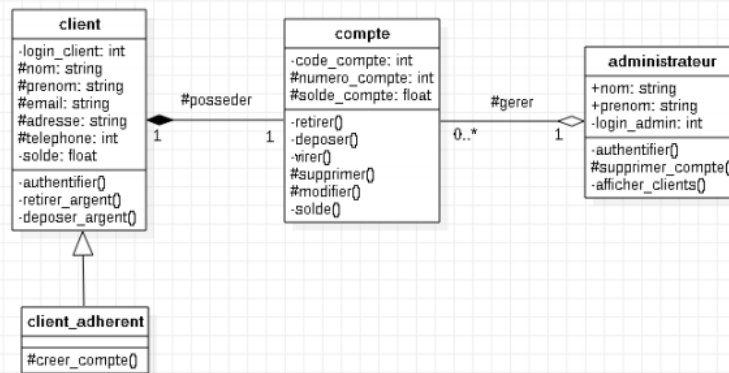 client
-login_client: int
#nom: string
#prenom: string
#email: string
#adresse: string
#telephone: int
-solde: float
-authentifier()
-retirer_argent()
-deposer_argent()
#posseder
1
1
compte
-code_compte: int
#numero_compte: int
#solde_compte: float
-retirer()
-deposer()
-virer()
#supprimer()
#modifier()
-solde()
#gerer
0..*
1
administrateur
+nom: string
+prenom: string
-login_admin: int
-authentifier()
#supprimer_compte()
-afficher_clients()
client_adherent
#creer_compte()